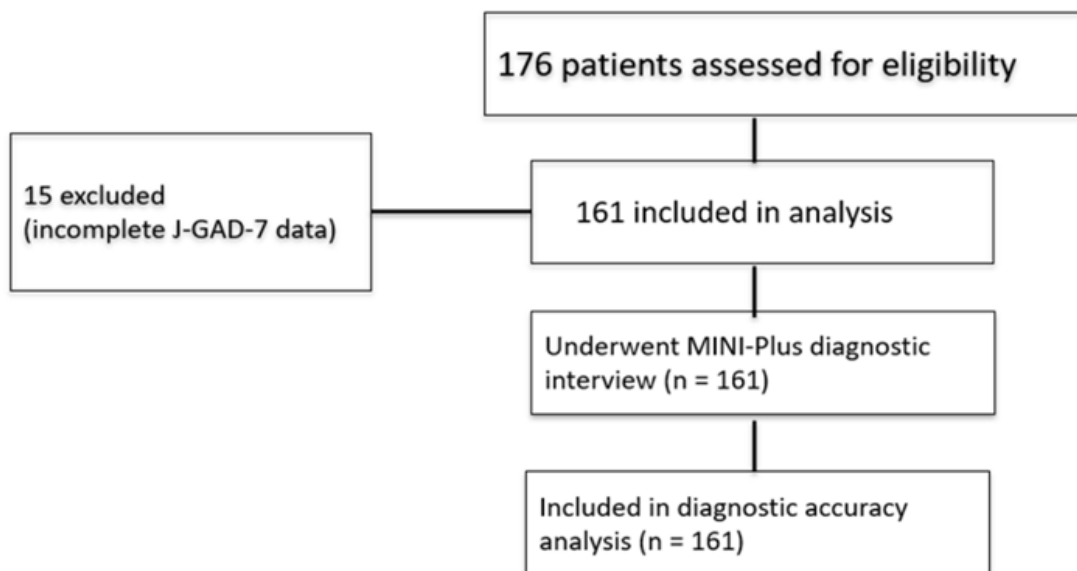 176 patients assessed for eligibility
15 excluded
(incomplete J-GAD-7 data)
161 included in analysis
Underwent MINI-Plus diagnostic
interview (n = 161)
Included in diagnostic accuracy
analysis (n = 161)